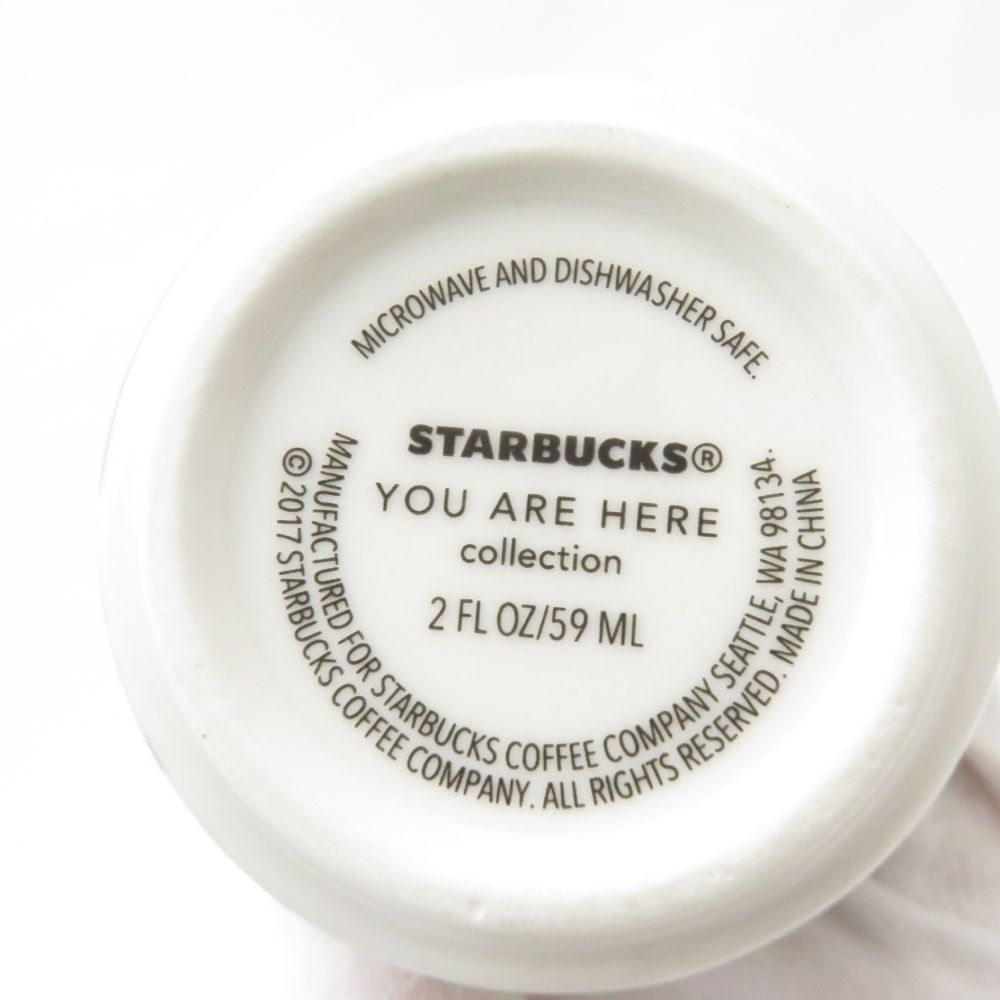 MICROWAVE AND DISHWASHER SAFE.
STARBUCKS®
YOU ARE HERE
collection
2 FL OZ/59 ML
MANUFACTURED FOR STARBUCKS COFFEE COMPANY SEATTLE, WA 98134.
© 2017 STARBUCKS COFFEE COMPANY. ALL RIGHTS RESERVED. MADE IN CHINA